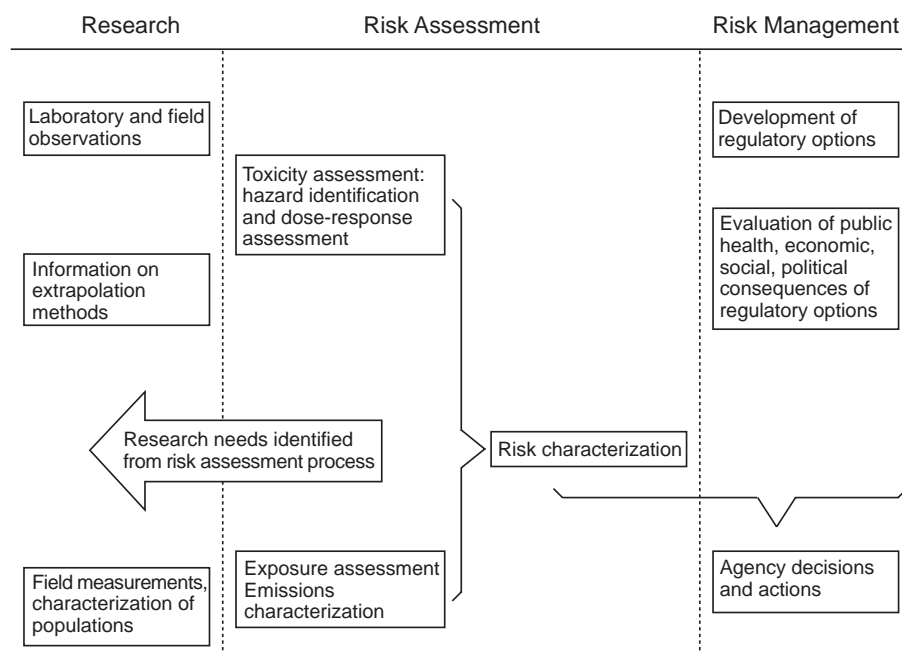 Research
Risk Assessment
Risk Management
Laboratory and field
observations
Information on
extrapolation
methods
Field measurements,
characterization of
populations
Toxicity assessment:
hazard identification
and dose-response
assessment
Research needs identified
from risk assessment process
Exposure assessment
Emissions
characterization
Risk characterization
Development of
regulatory options
Evaluation of public
health, economic,
social, political
consequences of
regulatory options
Agency decisions
and actions